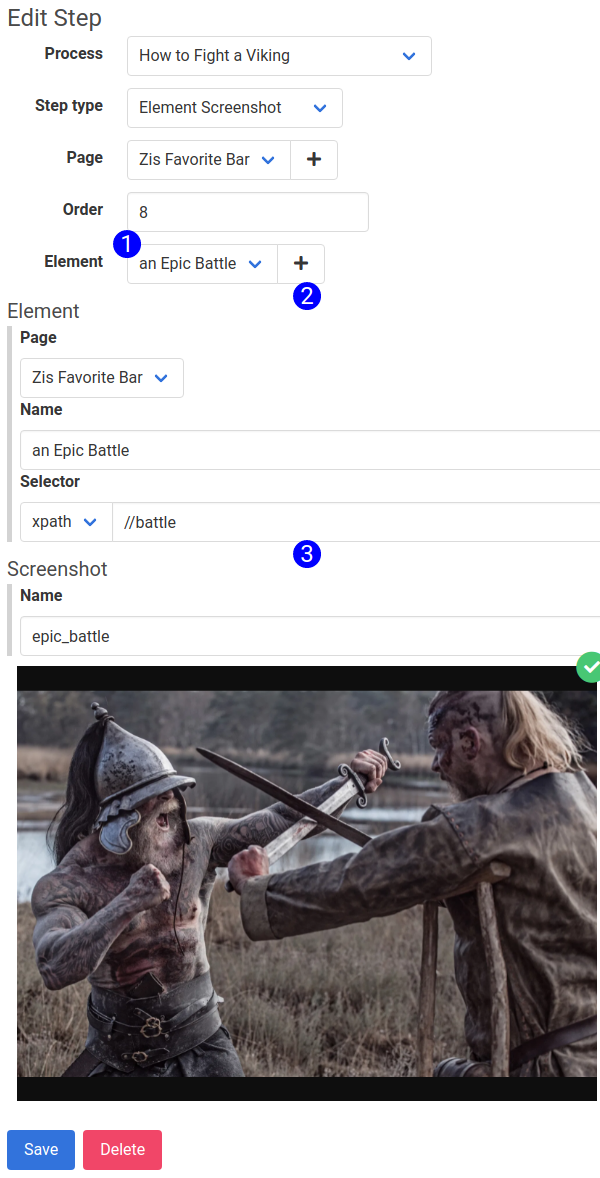 Edit Step
Process How to Fight a Viking
Step type Element Screenshot
Page Zis Favorite Bar
Order 8
1
Element an Epic Battle
2
Element
Page
Zis Favorite Bar
Name
an Epic Battle
Selector
xpath //battle
3
Screenshot
Name
epic_battle
Save Delete